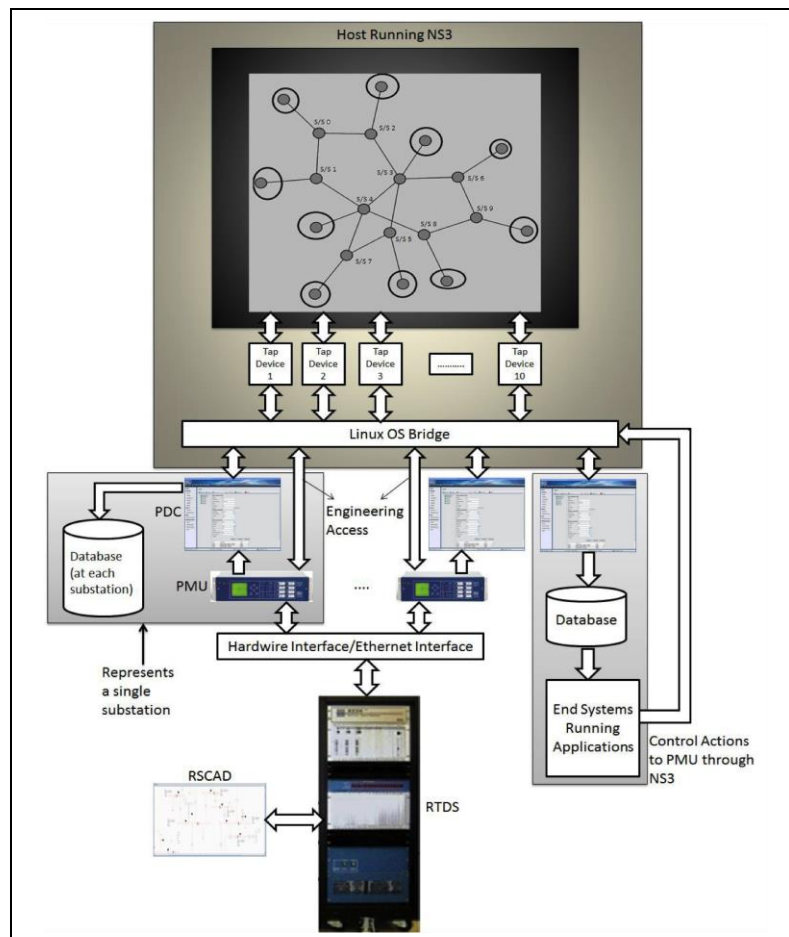 Host Running NS3
S/S 0
S/S 2
S/S 1
S/S 3
S/S 6
S/S 4
S/S 9
S/S 8
S/S 5
S/S 7
Tap
Device
1
Tap
Device
2
Tap
Device
3
............
Tap
Device
10
Linux OS Bridge
PDC
Engineering
Access
Database
(at each
substation)
PMU
....
Database
Hardwire Interface/Ethernet Interface
Represents
a single
substation
End Systems
Running
Applications
Control Actions
to PMU through
NS3
RSCAD
RTDS